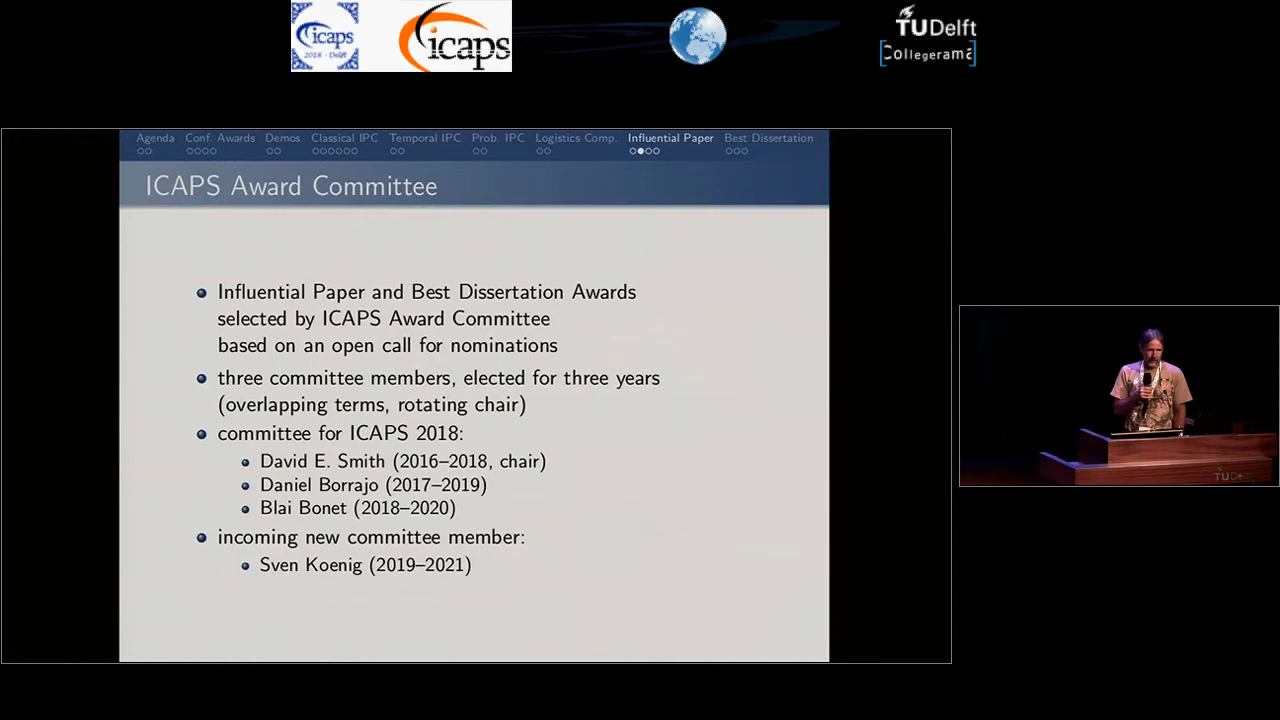 icaps
2018 - Delft
icaps
TUDelft
Collegerama
Agenda Conf. Awards Demos Classical IPC Temporal IPC Prob. IPC Logistics Comp. Influential Paper Best Dissertation
ICAPS Award Committee
Influential Paper and Best Dissertation Awards
selected by ICAPS Award Committee
based on an open call for nominations
three committee members, elected for three years
(overlapping terms, rotating chair)
committee for ICAPS 2018:
David E. Smith (2016–2018, chair)
Daniel Borrajo (2017–2019)
Blai Bonet (2018–2020)
incoming new committee member:
Sven Koenig (2019–2021)
TUDelft